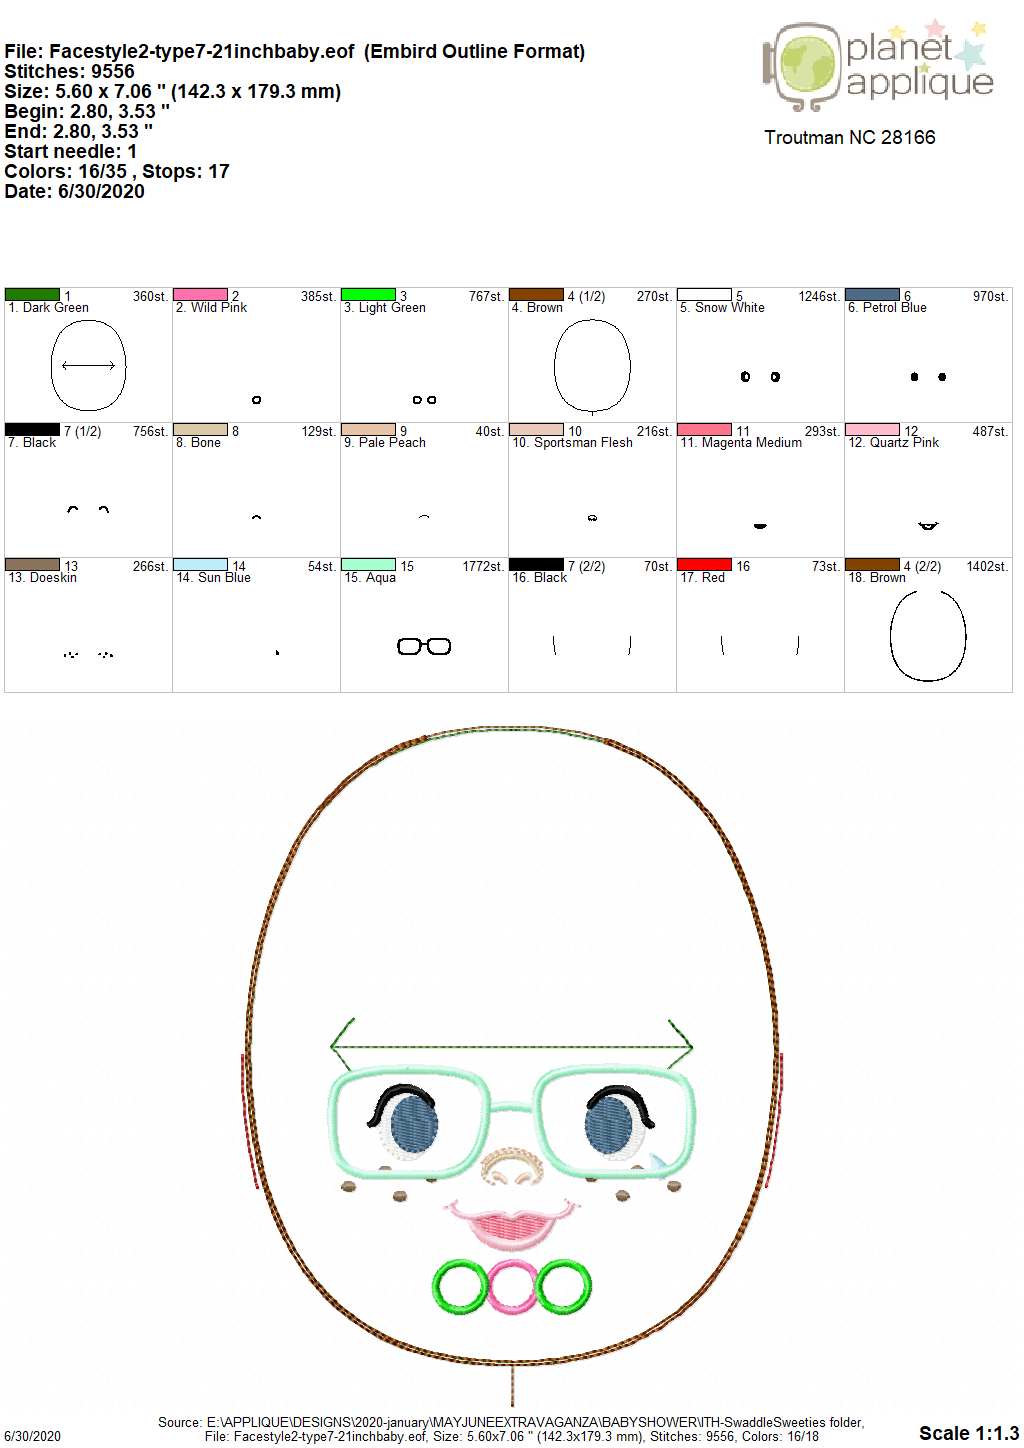 File: Facestyle2-type7-21inchbaby.eof (Embird Outline Format)
Stitches: 9556
Size: 5.60 x 7.06 " (142.3 x 179.3 mm)
Begin: 2.80, 3.53 "
End: 2.80, 3.53 "
Start needle: 1
Colors: 16/35 , Stops: 17
Date: 6/30/2020
planet
applique
Troutman NC 28166
1 360st.
1. Dark Green
2 385st.
2. Wild Pink
3 767st.
3. Light Green
4 (1/2) 270st.
4. Brown
5 1246st.
5. Snow White
6 970st.
6. Petrol Blue
7 (1/2) 756st.
7. Black
8 129st.
8. Bone
9 40st.
9. Pale Peach
10 216st.
10. Sportsman Flesh
11 293st.
11. Magenta Medium
12 487st.
12. Quartz Pink
13 266st.
13. Doeskin
14 54st.
14. Sun Blue
15 1772st.
15. Aqua
7 (2/2) 70st.
16. Black
16 73st.
17. Red
4 (2/2) 1402st.
18. Brown
Source: E:\APPLIQUE\DESIGNS\2020-january\MAYJUNEEXTRAVAGANZA\BABYSHOWER\ITH-SwaddleSweeties folder,
6/30/2020 File: Facestyle2-type7-21inchbaby.eof, Size: 5.60x7.06 " (142.3x179.3 mm), Stitches: 9556, Colors: 16/18 Scale 1:1.3